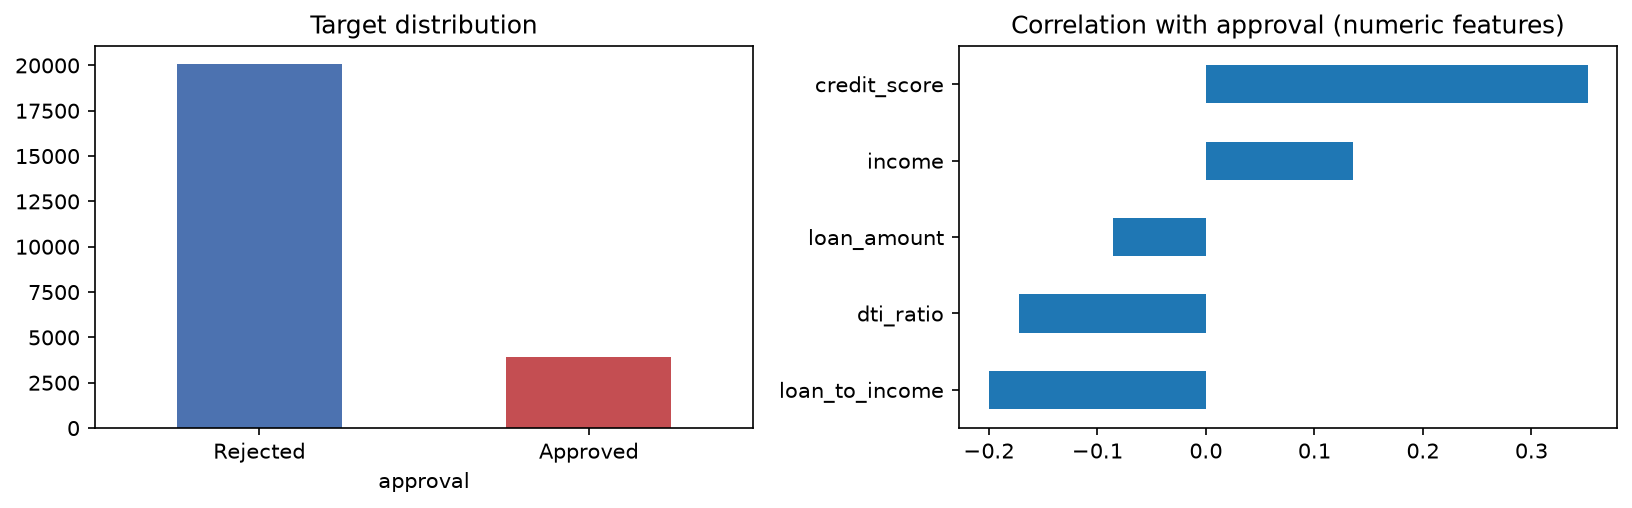 Target distribution
20000
17500
15000
12500
10000
7500
5000
2500
0
Rejected Approved
approval
Correlation with approval (numeric features)
credit_score
income
loan_amount
dti_ratio
loan_to_income
−0.2 −0.1 0.0 0.1 0.2 0.3